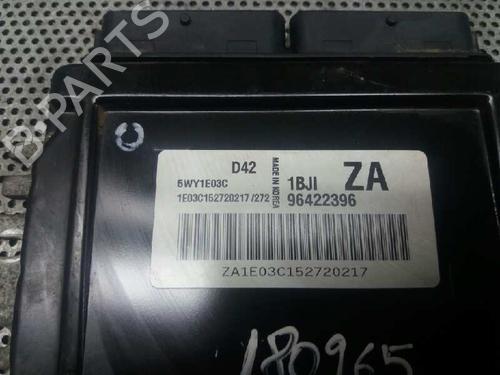 B-PARTS
D42
5WY1E03C
1E03C152720217/272
MADE IN KOREA
1BJI
ZA
96422396
ZA1E03C152720217
180965